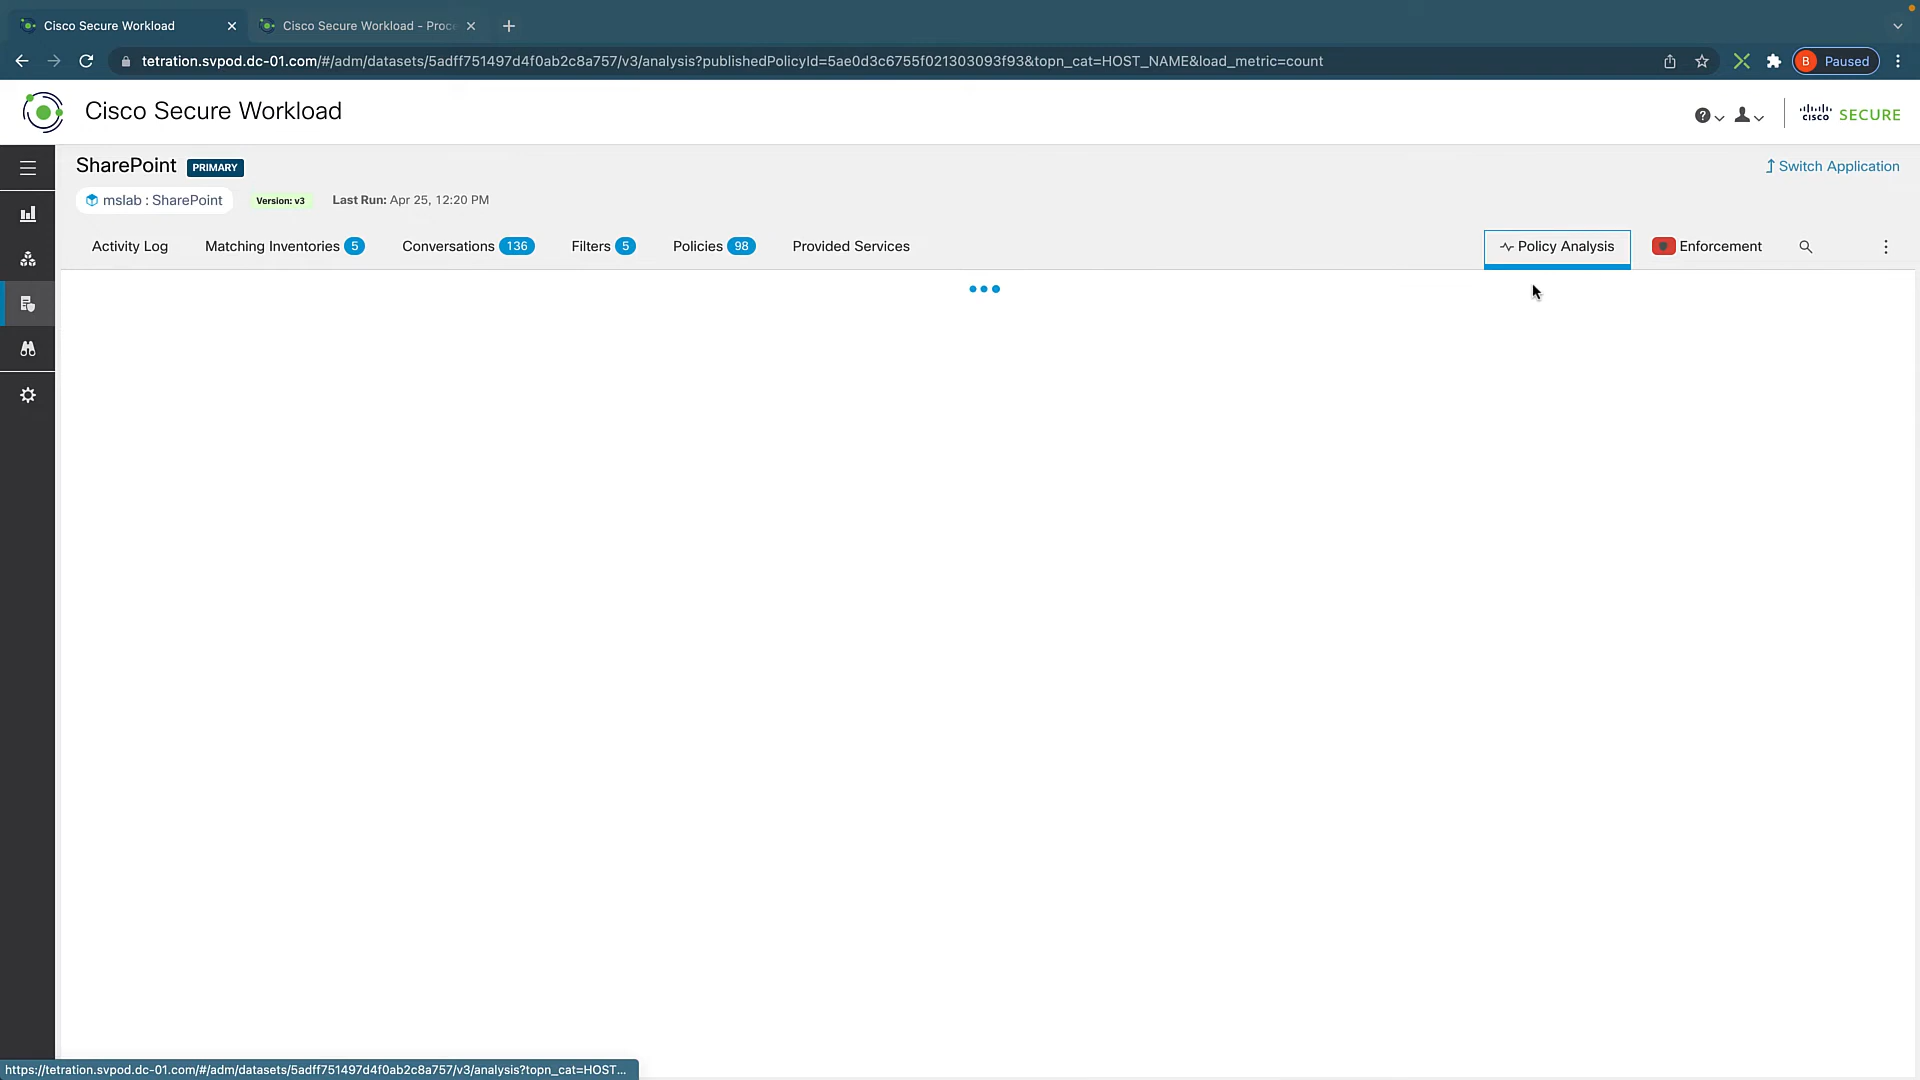 Cisco Secure Workload
Cisco Secure Workload - Proce
tetration.svpod.dc-01.com/#/adm/datasets/5adff751497d4f0ab2c8a757/v3/analysis?publishedPolicyId=5ae0d3c6755f021303093f93&topn_cat=HOST_NAME&load_metric=count
B Paused
Cisco Secure Workload
CISCO SECURE
SharePoint PRIMARY
Switch Application
mslab : SharePoint Version: v3 Last Run: Apr 25, 12:20 PM
Activity Log Matching Inventories 5 Conversations 136 Filters 5 Policies 98 Provided Services Policy Analysis Enforcement
https://tetration.svpod.dc-01.com/#/adm/datasets/5adff751497d4f0ab2c8a757/v3/analysis?topn_cat=HOST...